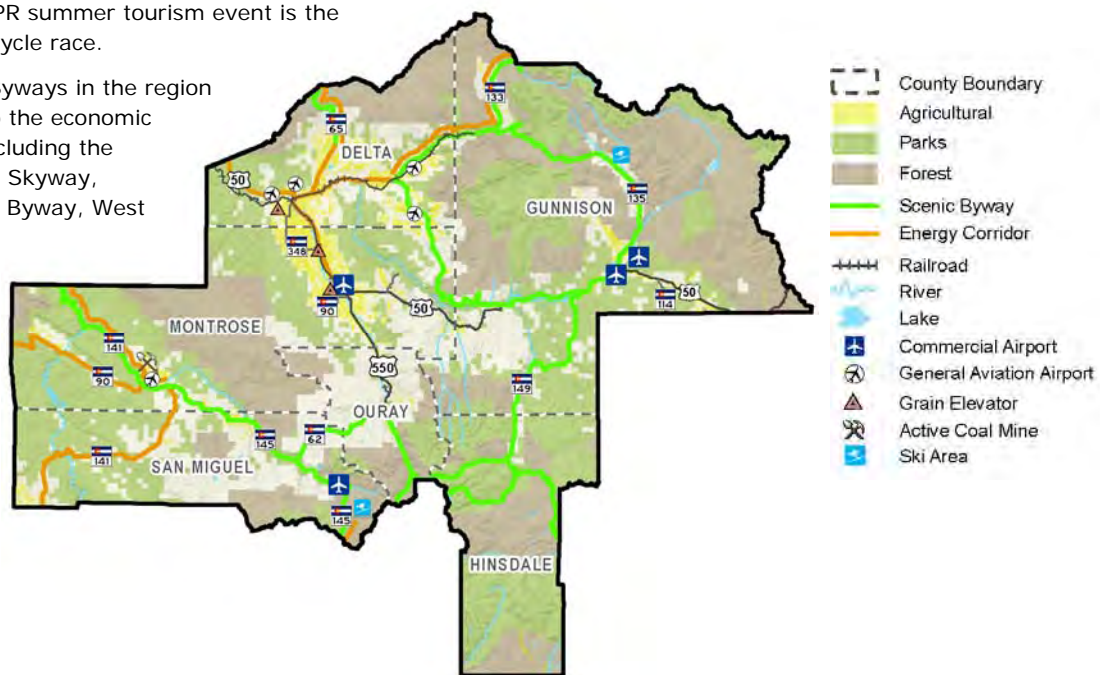 PR summer tourism event is the
ycle race.
yways in the region
the economic
cluding the
Skyway,
Byway, West
133
65
DELTA
50
135
GUNNISON
348
50
114
90
50
MONTROSE
141
550
90
149
OURAY
62
145
141
SAN MIGUEL
145
HINSDALE
County Boundary
Agricultural
Parks
Forest
Scenic Byway
Energy Corridor
Railroad
River
Lake
Commercial Airport
General Aviation Airport
Grain Elevator
Active Coal Mine
Ski Area